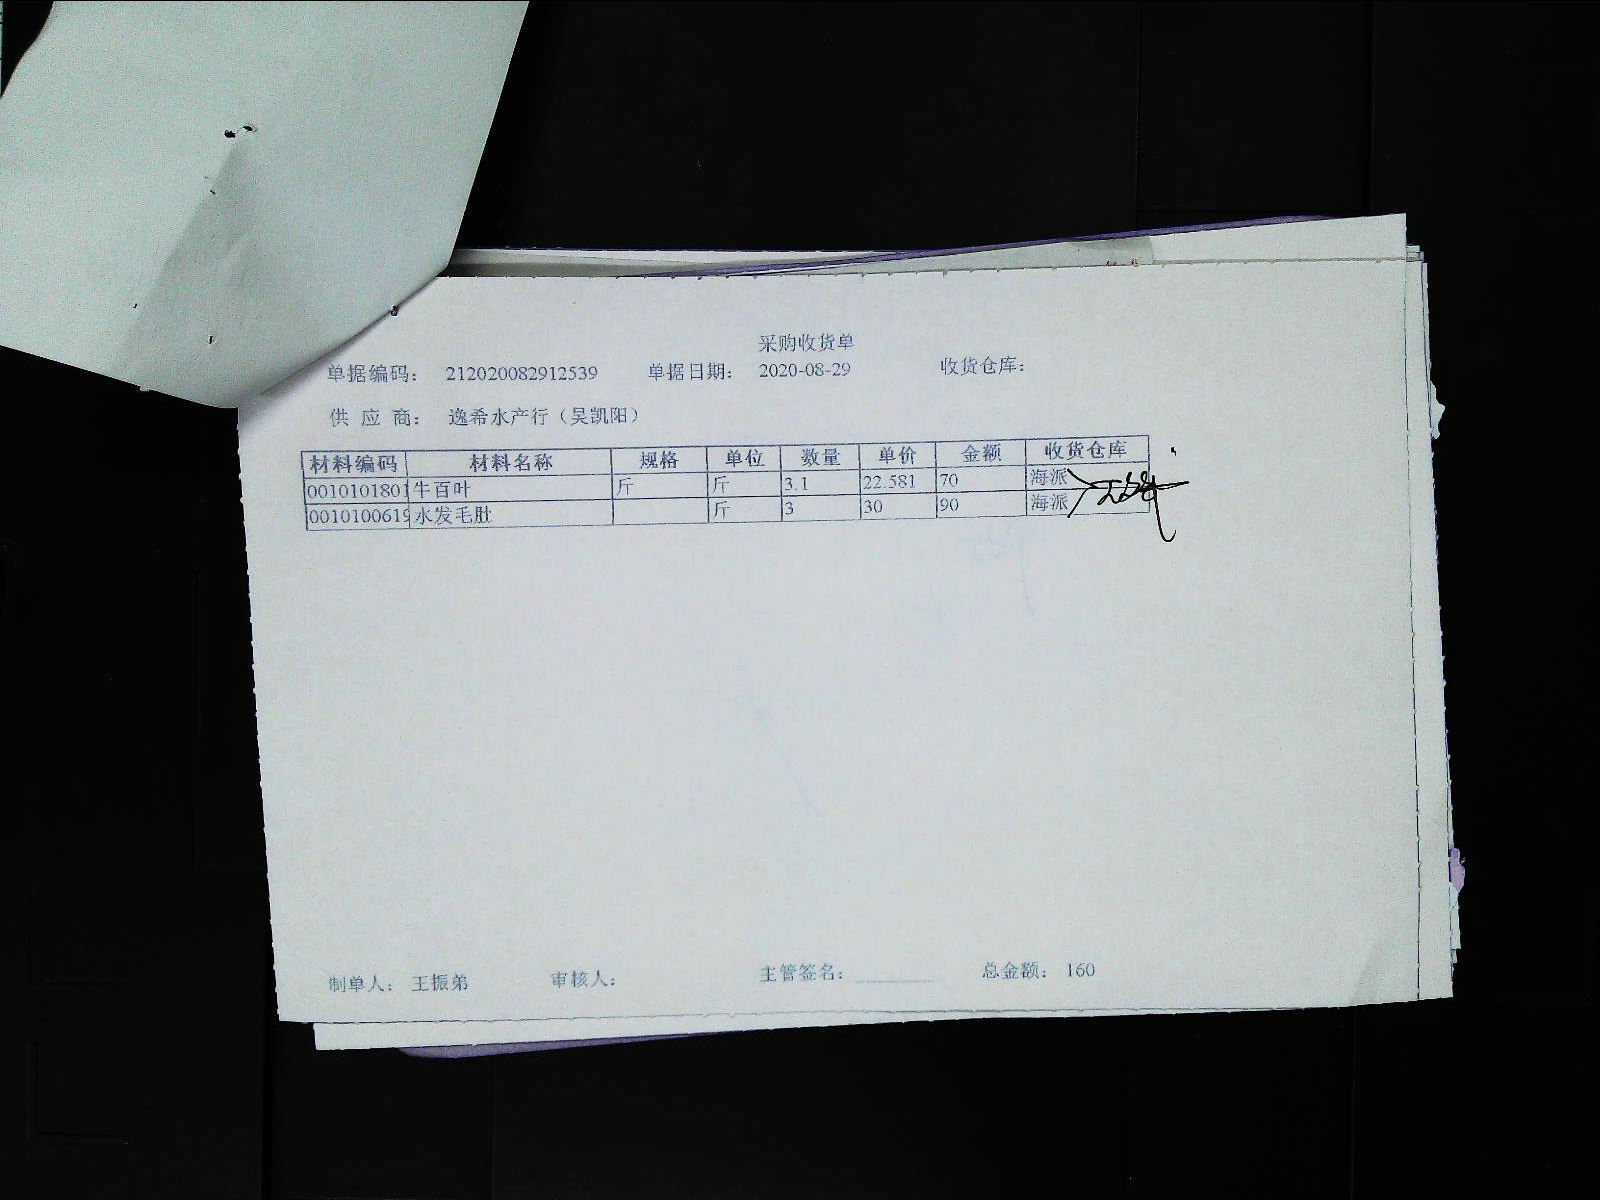 采购收货单
单据编码: 212020082912539 单据日期: 2020-08-29 收货仓库:
供 应 商: 逸希水产行（吴凯阳）
材料编码 材料名称 规格 单位 数量 单价 金额 收货仓库
0010101801 牛百叶 斤 斤 3.1 22.581 70 海派
0010100619 水发毛肚 斤 3 30 90 海派
制单人: 王振弟 审核人: 主管签名: 总金额: 160